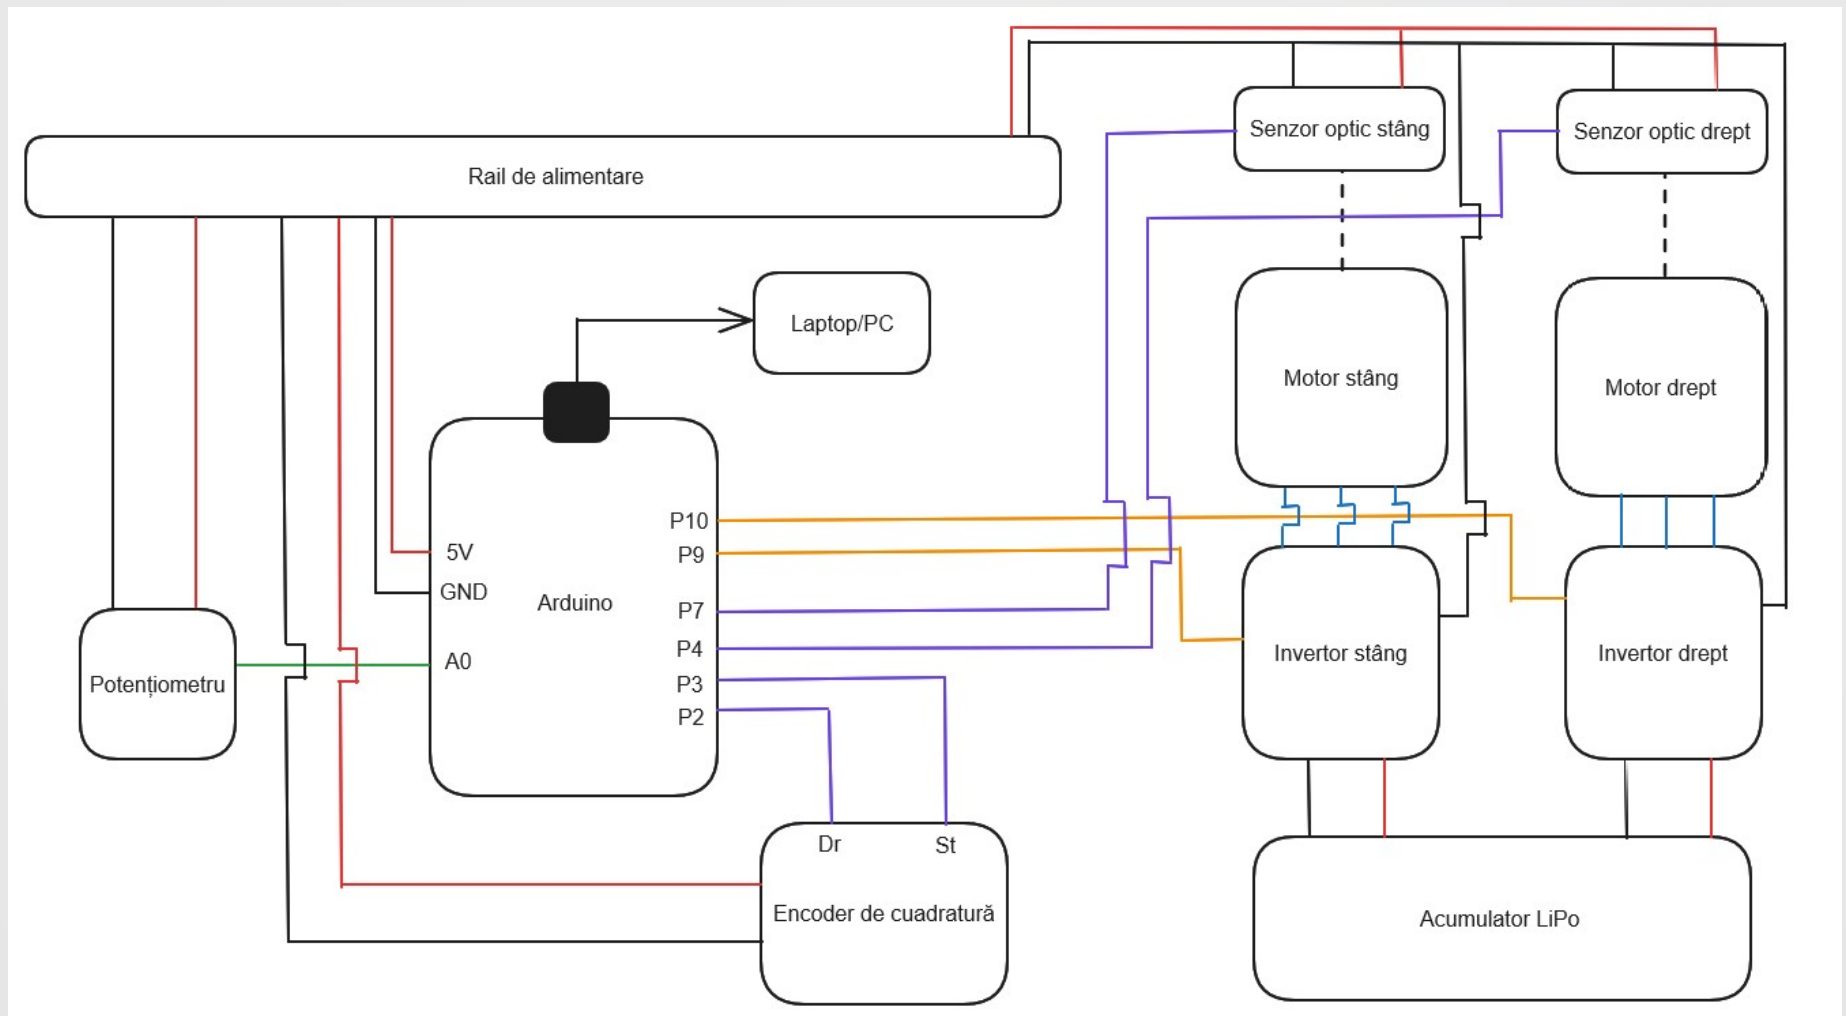 Senzor optic stâng
Senzor optic drept
Rail de alimentare
Laptop/PC
Motor stâng
Motor drept
P10
5V
P9
GND
Arduino
P7
A0
P4
Potențiometru
P3
P2
Invertor stâng
Invertor drept
Dr
St
Encoder de cuadratură
Acumulator LiPo